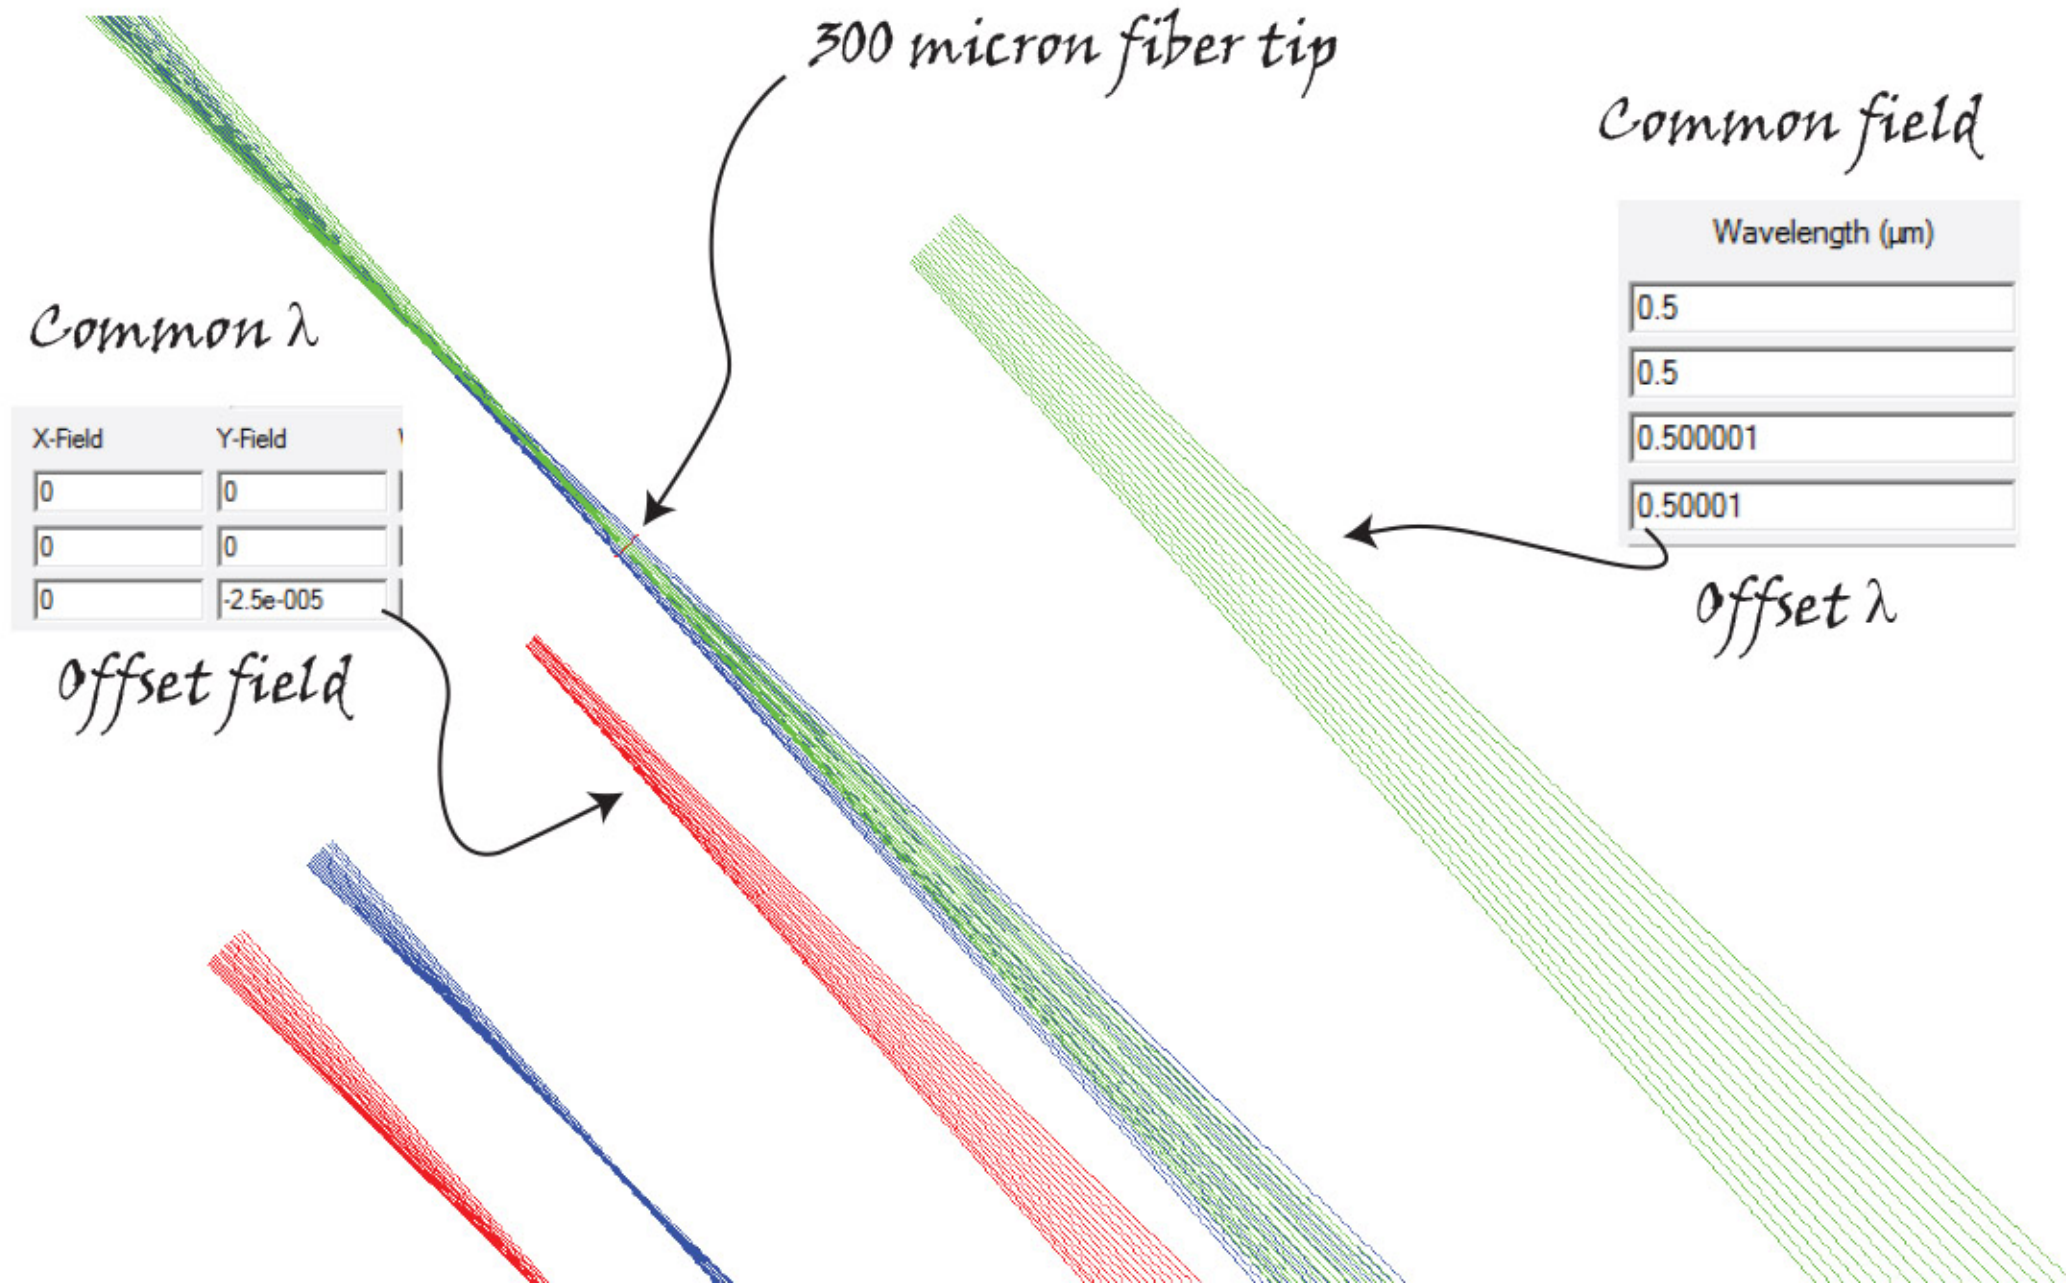 300 micron fiber tip
Common field
Wavelength (µm)
0.5
0.5
0.500001
0.50001
Offset λ
Common λ
X-Field Y-Field
0 0
0 0
0 -2.5e-005
Offset field